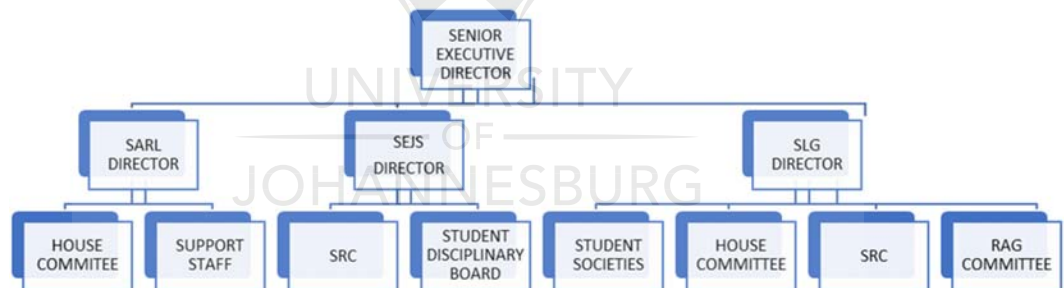 SENIOR
EXECUTIVE
DIRECTOR
UNIVERSITY
OF
JOHANNESBURG
SARL
DIRECTOR
SEJS
DIRECTOR
SLG
DIRECTOR
HOUSE
COMMITEE
SUPPORT
STAFF
SRC
STUDENT
DISCIPLINARY
BOARD
STUDENT
SOCIETIES
HOUSE
COMMITTEE
SRC
RAG
COMMITTEE